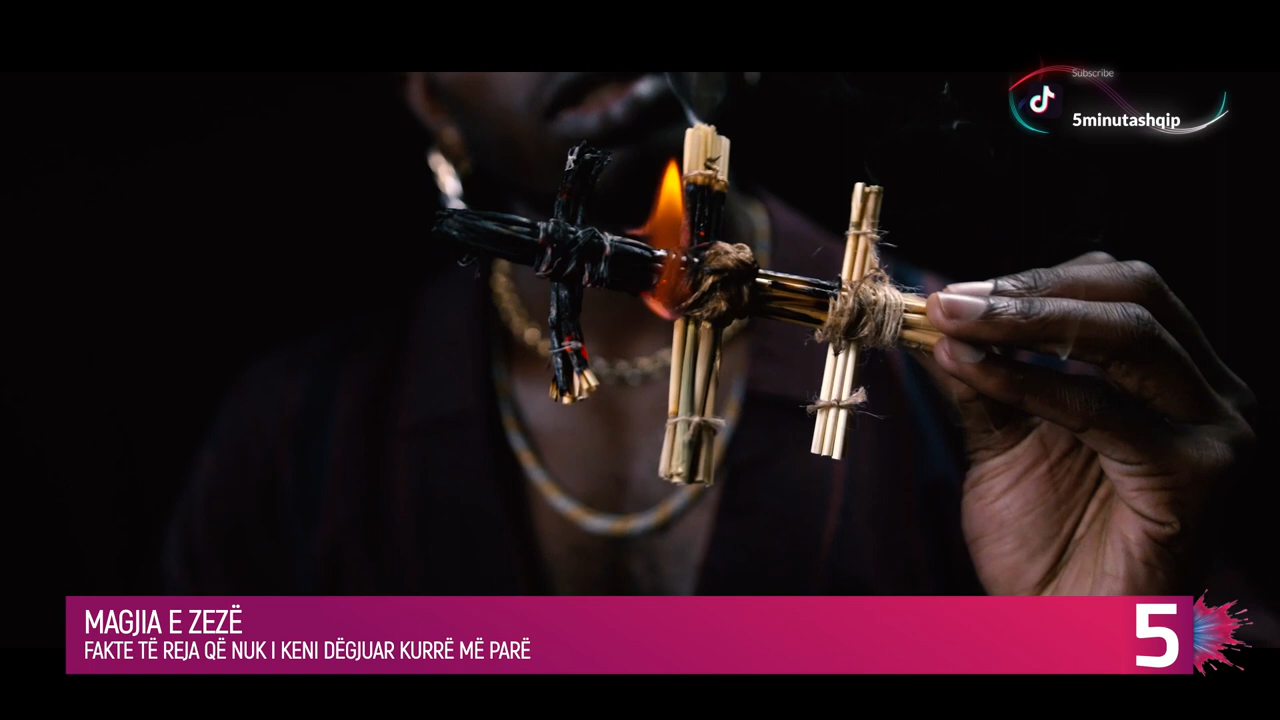 Subscribe
5minutashqip
MAGJIA E ZEZË
FAKTE TË REJA QË NUK I KENI DËGJUAR KURRË MË PARË
5